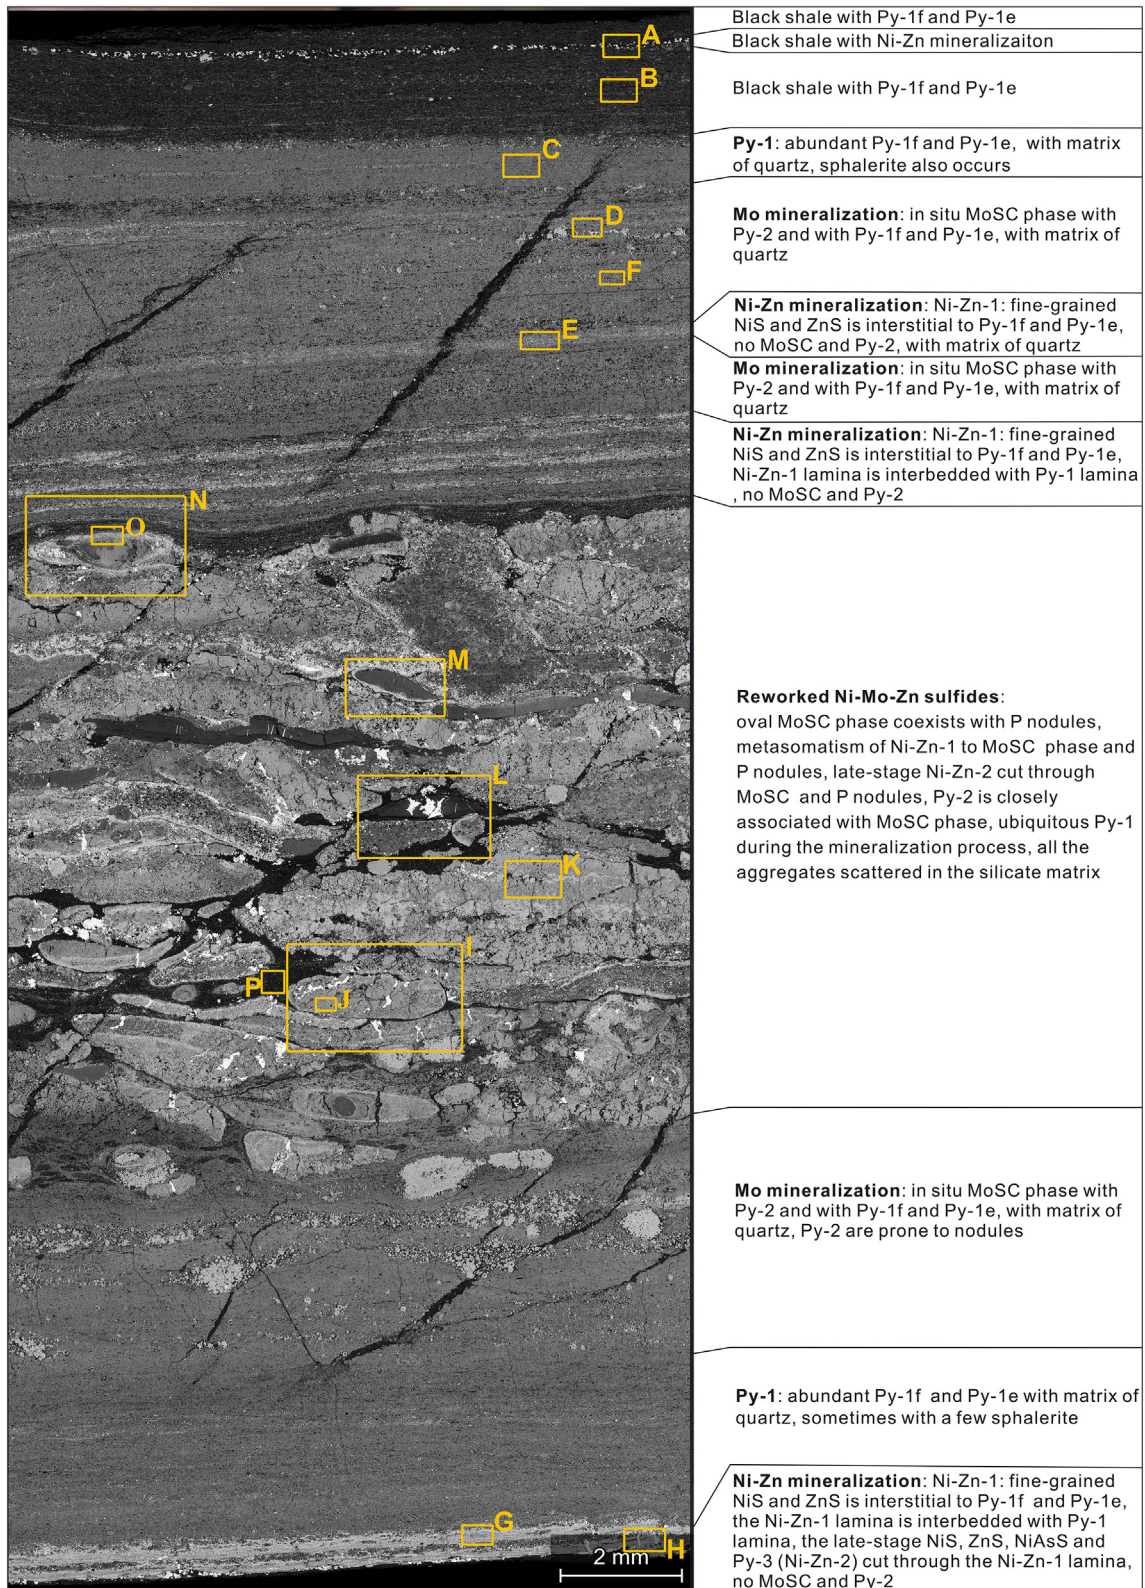 Black shale with Py-1f and Py-1e
A
Black shale with Ni-Zn mineralizaiton
B
Black shale with Py-1f and Py-1e
C
Py-1: abundant Py-1f and Py-1e, with matrix
of quartz, sphalerite also occurs
D
Mo mineralization: in situ MoSC phase with
Py-2 and with Py-1f and Py-1e, with matrix of
quartz
F
E
Ni-Zn mineralization: Ni-Zn-1: fine-grained
NiS and ZnS is interstitial to Py-1f and Py-1e,
no MoSC and Py-2, with matrix of quartz
Mo mineralization: in situ MoSC phase with
Py-2 and with Py-1f and Py-1e, with matrix of
quartz
Ni-Zn mineralization: Ni-Zn-1: fine-grained
NiS and ZnS is interstitial to Py-1f and Py-1e,
Ni-Zn-1 lamina is interbedded with Py-1 lamina
, no MoSC and Py-2
N
O
M
L
K
I
P
J
Reworked Ni-Mo-Zn sulfides:
oval MoSC phase coexists with P nodules,
metasomatism of Ni-Zn-1 to MoSC phase and
P nodules, late-stage Ni-Zn-2 cut through
MoSC and P nodules, Py-2 is closely
associated with MoSC phase, ubiquitous Py-1
during the mineralization process, all the
aggregates scattered in the silicate matrix
Mo mineralization: in situ MoSC phase with
Py-2 and with Py-1f and Py-1e, with matrix of
quartz, Py-2 are prone to nodules
Py-1: abundant Py-1f and Py-1e with matrix of
quartz, sometimes with a few sphalerite
G
H
2 mm
Ni-Zn mineralization: Ni-Zn-1: fine-grained
NiS and ZnS is interstitial to Py-1f and Py-1e,
the Ni-Zn-1 lamina is interbedded with Py-1
lamina, the late-stage NiS, ZnS, NiAsS and
Py-3 (Ni-Zn-2) cut through the Ni-Zn-1 lamina,
no MoSC and Py-2